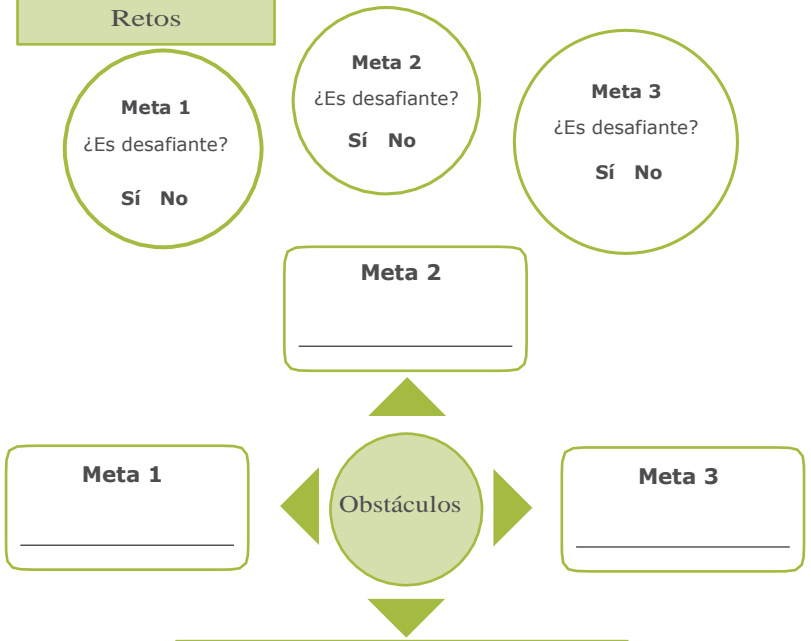 Retos
Meta 1
¿Es desafiante?
Sí No
Meta 2
¿Es desafiante?
Sí No
Meta 3
¿Es desafiante?
Sí No
Meta 2
Meta 1
Obstáculos
Meta 3